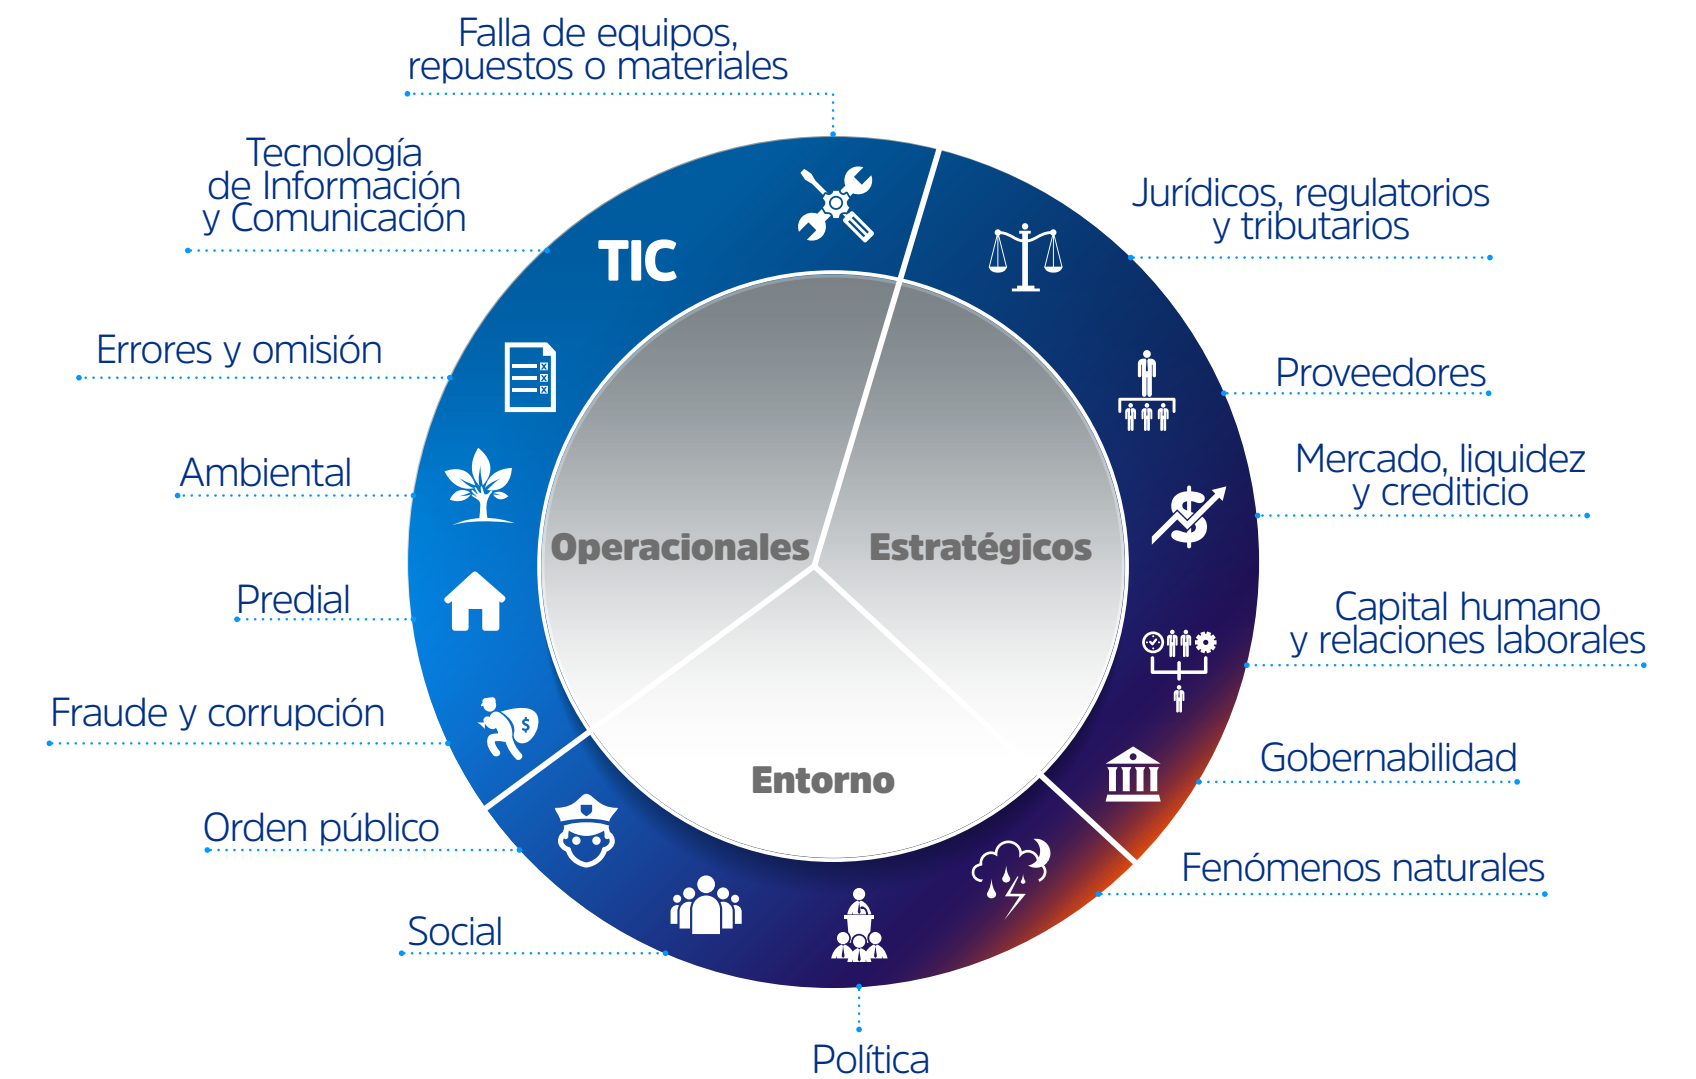 Falla de equipos,
repuestos o materiales
Tecnología
de Información
y Comunicación
TIC
Errores y omisión
Ambiental
Predial
Fraude y corrupción
Orden público
Social
Política
Jurídicos, regulatorios
y tributarios
Proveedores
Mercado, liquidez
y crediticio
$
Capital humano
y relaciones laborales
Gobernabilidad
Fenómenos naturales
Operacionales
Estratégicos
Entorno
$